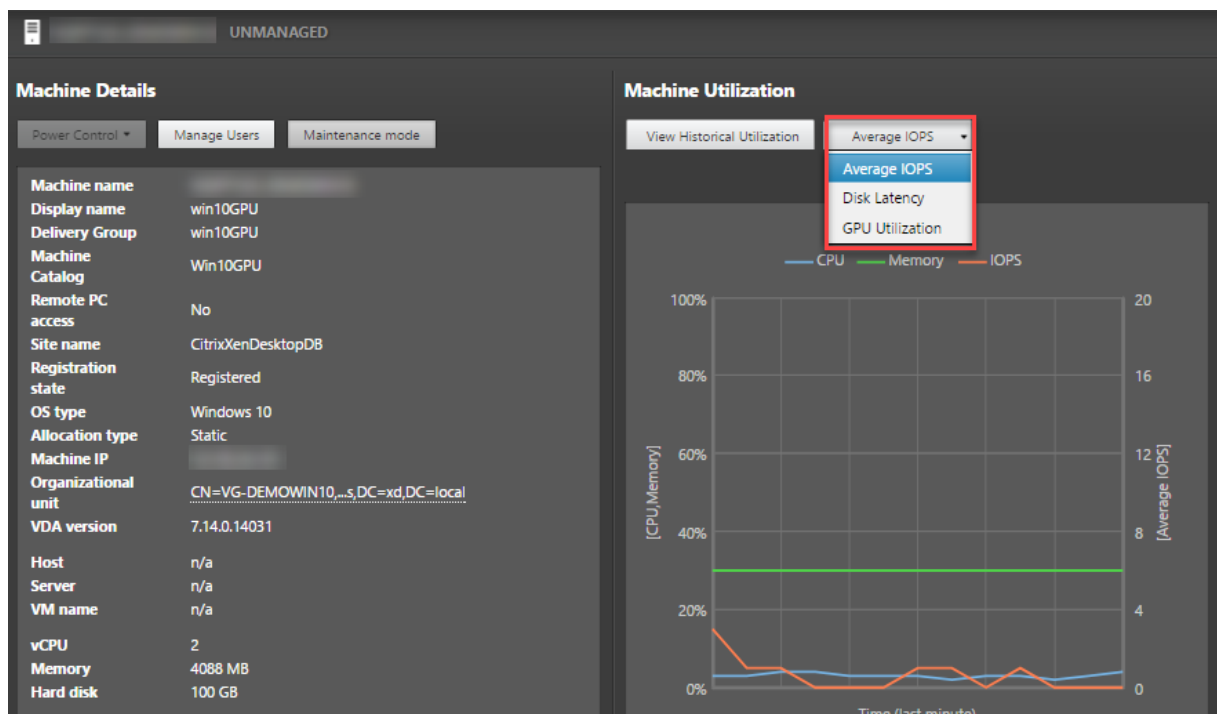 UNMANAGED
Machine Details
Power Control
Manage Users
Maintenance mode
Machine name
Display name win10GPU
Delivery Group win10GPU
Machine
Catalog
Win10GPU
Remote PC
access
No
Site name CitrixXenDesktopDB
Registration
state
Registered
OS type Windows 10
Allocation type Static
Machine IP
Organizational
unit
CN=VG-DEMOWIN10,...s,DC=xd,DC=local
VDA version 7.14.0.14031
Host n/a
Server n/a
VM name n/a
vCPU 2
Memory 4088 MB
Hard disk 100 GB
Machine Utilization
View Historical Utilization
Average IOPS
Average IOPS
Disk Latency
GPU Utilization
CPU Memory IOPS
100% 20
80% 16
60% 12
40% 8
20% 4
0% 0
[CPU,Memory]
[Average IOPS]
Time (last minute)